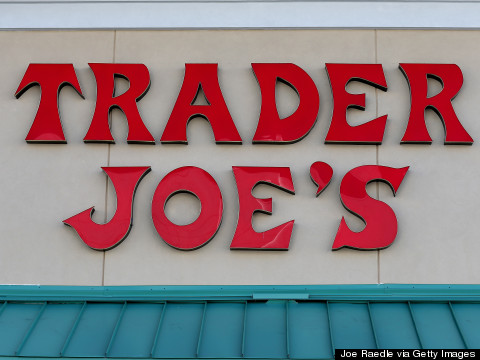 TRADER
JOE'S
Joe Raedle via Getty Images